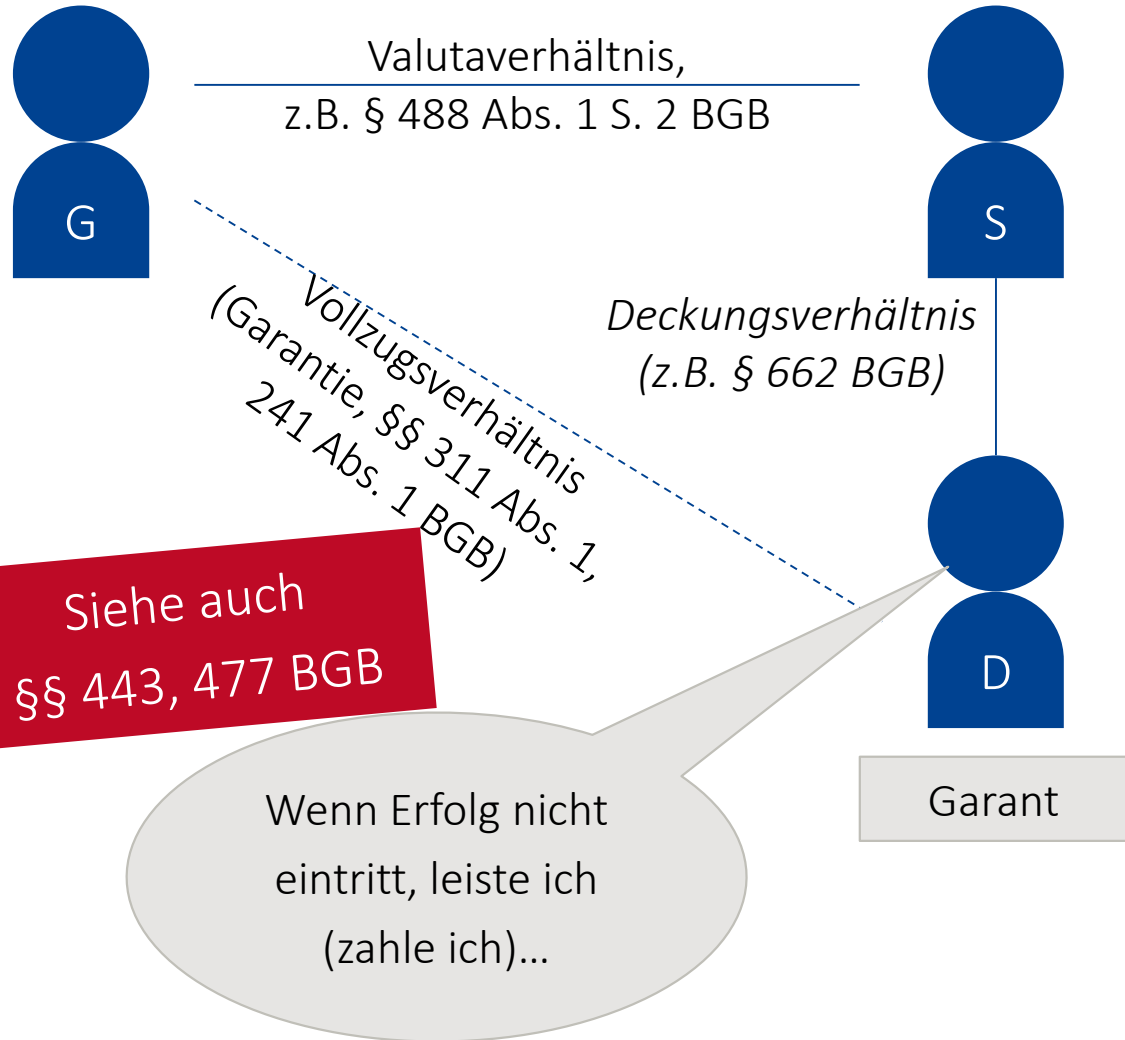 Valutaverhältnis,
z.B. § 488 Abs. 1 S. 2 BGB
G
S
Vollzugsverhältnis
(Garantie, §§ 311 Abs. 1,
241 Abs. 1 BGB)
Deckungsverhältnis
(z.B. § 662 BGB)
Siehe auch
§§ 443, 477 BGB
D
Garant
Wenn Erfolg nicht
eintritt, leiste ich
(zahle ich)...